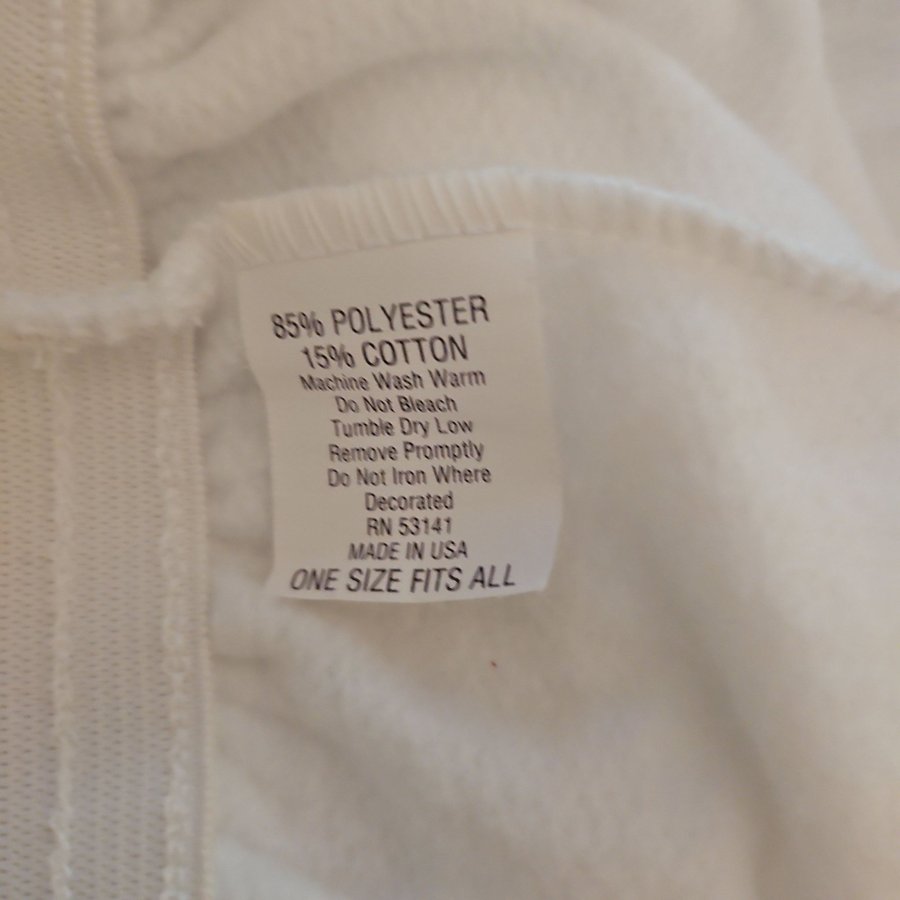 85% POLYESTER
15% COTTON
Machine Wash Warm
Do Not Bleach
Tumble Dry Low
Remove Promptly
Do Not Iron Where
Decorated
RN 53141
MADE IN USA
ONE SIZE FITS ALL